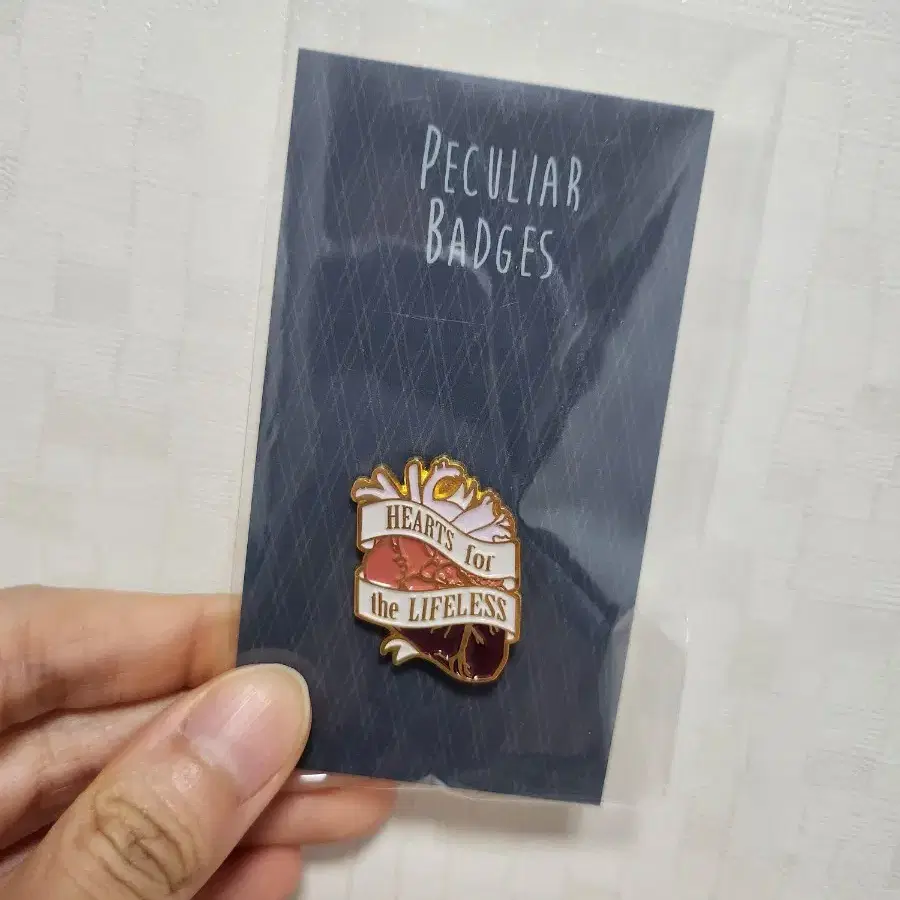 PECULIAR
BADGES
HEARTS for
the LIFELESS